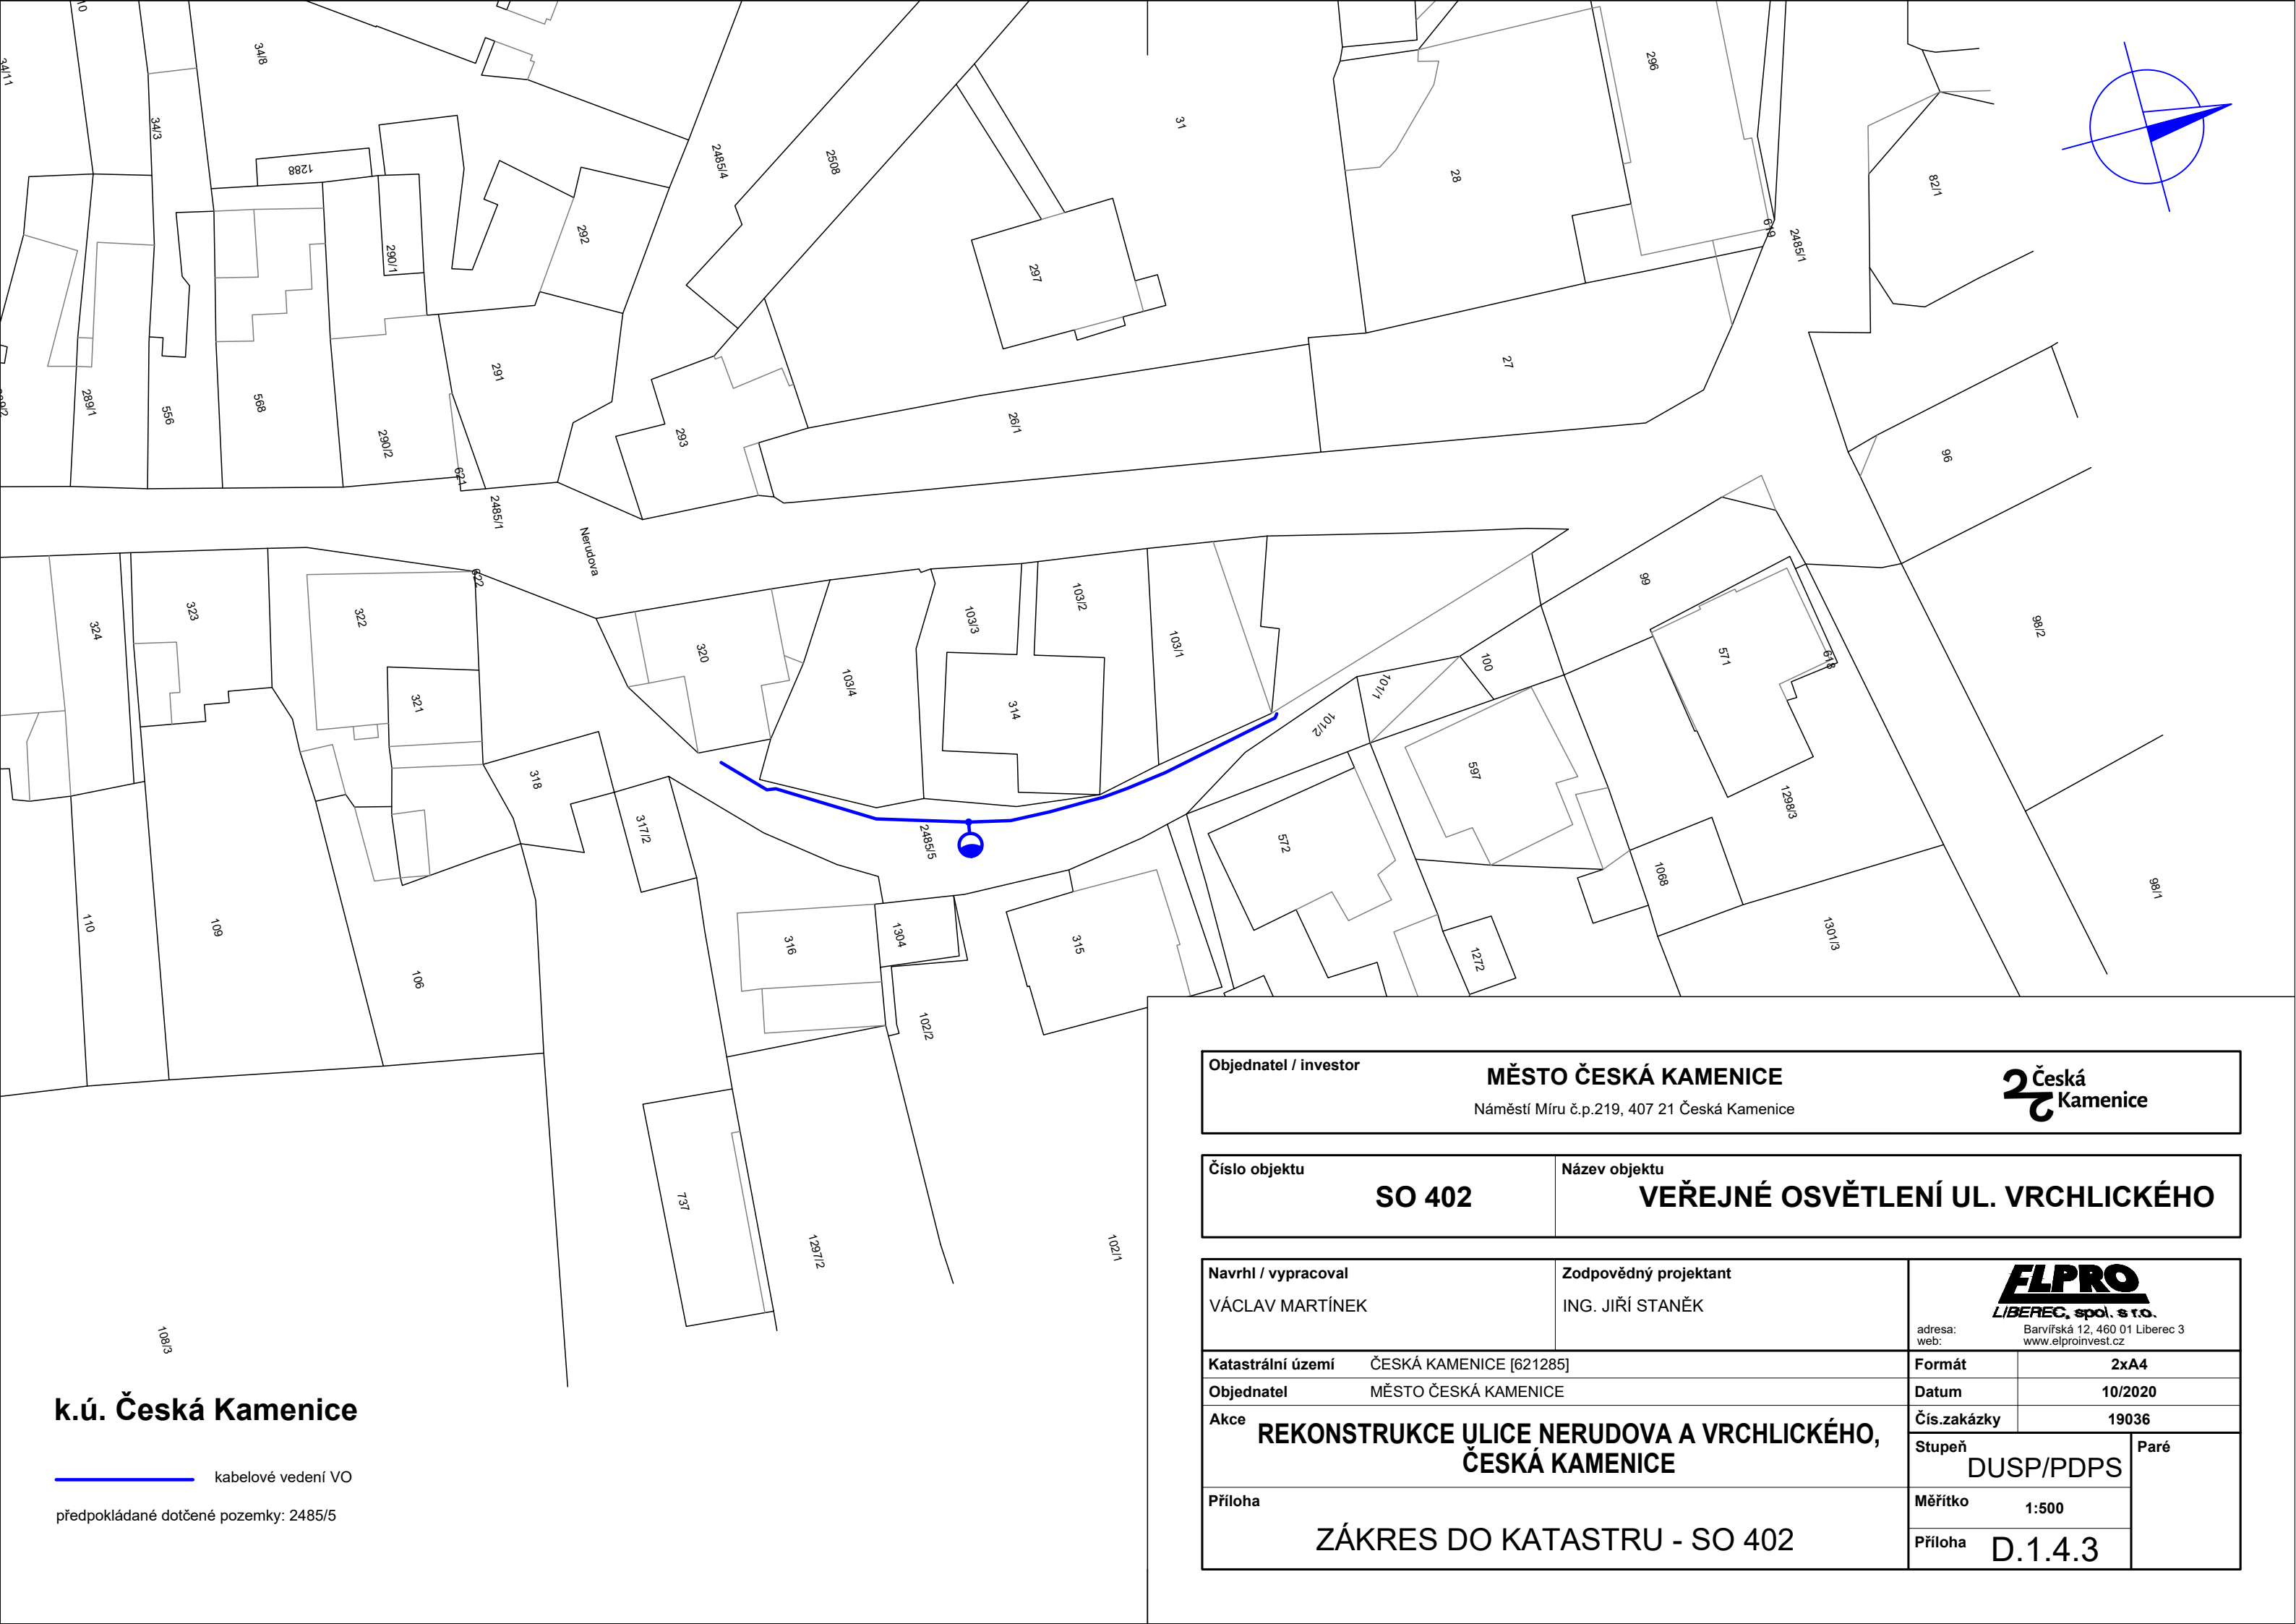 10
34/11
34/8
34/3
1288
290/1
292
2485/4
2508
31
28
296
619
2485/1
82/1
297
289/1
556
568
290/2
291
621
2485/1
293
26/1
27
96
Nerudova
324
323
322
622
321
320
103/4
103/3
103/2
314
103/1
101/2
101/1
100
99
571
618
98/2
318
317/2
2485/5
572
597
1068
1298/3
98/1
110
109
106
316
1304
315
1272
1301/3
102/2
737
1297/2
102/1
108/3
k.ú. Česká Kamenice
kabelové vedení VO
předpokládané dotčené pozemky: 2485/5
Objednatel / investor
MĚSTO ČESKÁ KAMENICE
Náměstí Míru č.p.219, 407 21 Česká Kamenice
Česká
Kamenice
Číslo objektu
SO 402
Název objektu
VEŘEJNÉ OSVĚTLENÍ UL. VRCHLICKÉHO
Navrhl / vypracoval
VÁCLAV MARTÍNEK
Zodpovědný projektant
ING. JIŘÍ STANĚK
ELPRO
LIBEREC, spol. s r.o.
adresa: Barvířská 12, 460 01 Liberec 3
web: www.elproinvest.cz
Katastrální území ČESKÁ KAMENICE [621285]
Formát 2xA4
Objednatel MĚSTO ČESKÁ KAMENICE
Datum 10/2020
Akce REKONSTRUKCE ULICE NERUDOVA A VRCHLICKÉHO,
ČESKÁ KAMENICE
Čís.zakázky 19036
Stupeň
DUSP/PDPS
Paré
Měřítko 1:500
Příloha
ZÁKRES DO KATASTRU - SO 402
Příloha D.1.4.3